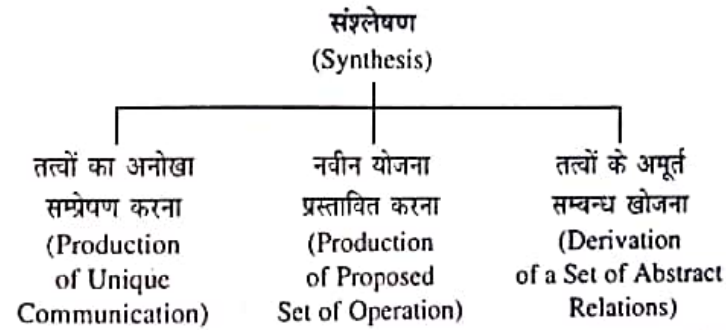 संश्लेषण
(Synthesis)
तत्वों का अनोखा
सम्प्रेषण करना
(Production
of Unique
Communication)
नवीन योजना
प्रस्तावित करना
(Production
of Proposed
Set of Operation)
तत्वों के अमूर्त
सम्बन्ध खोजना
(Derivation
of a Set of Abstract
Relations)